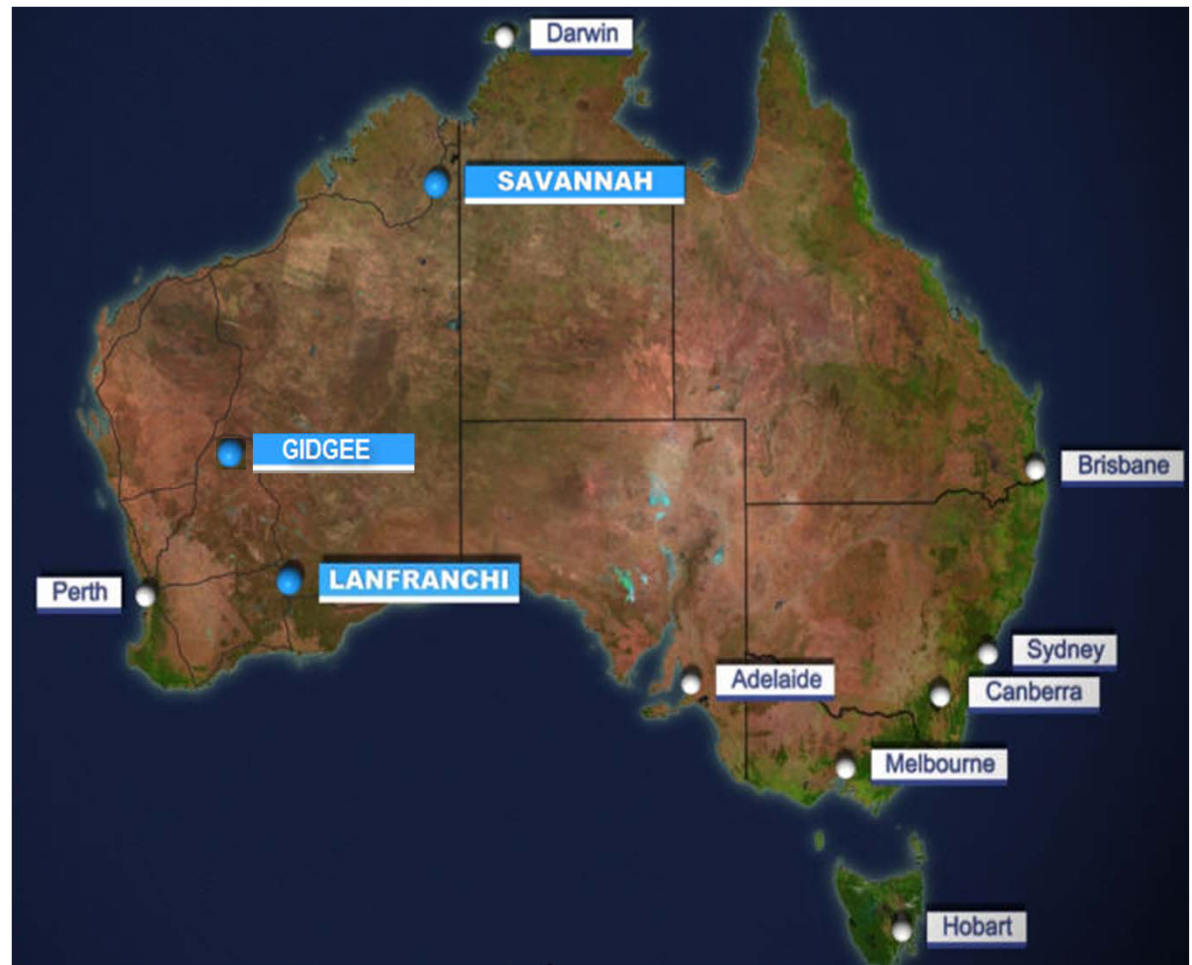 Darwin
SAVANNAH
GIDGEE
Brisbane
LANFRANCHI
Perth
Sydney
Adelaide
Canberra
Melbourne
Hobart